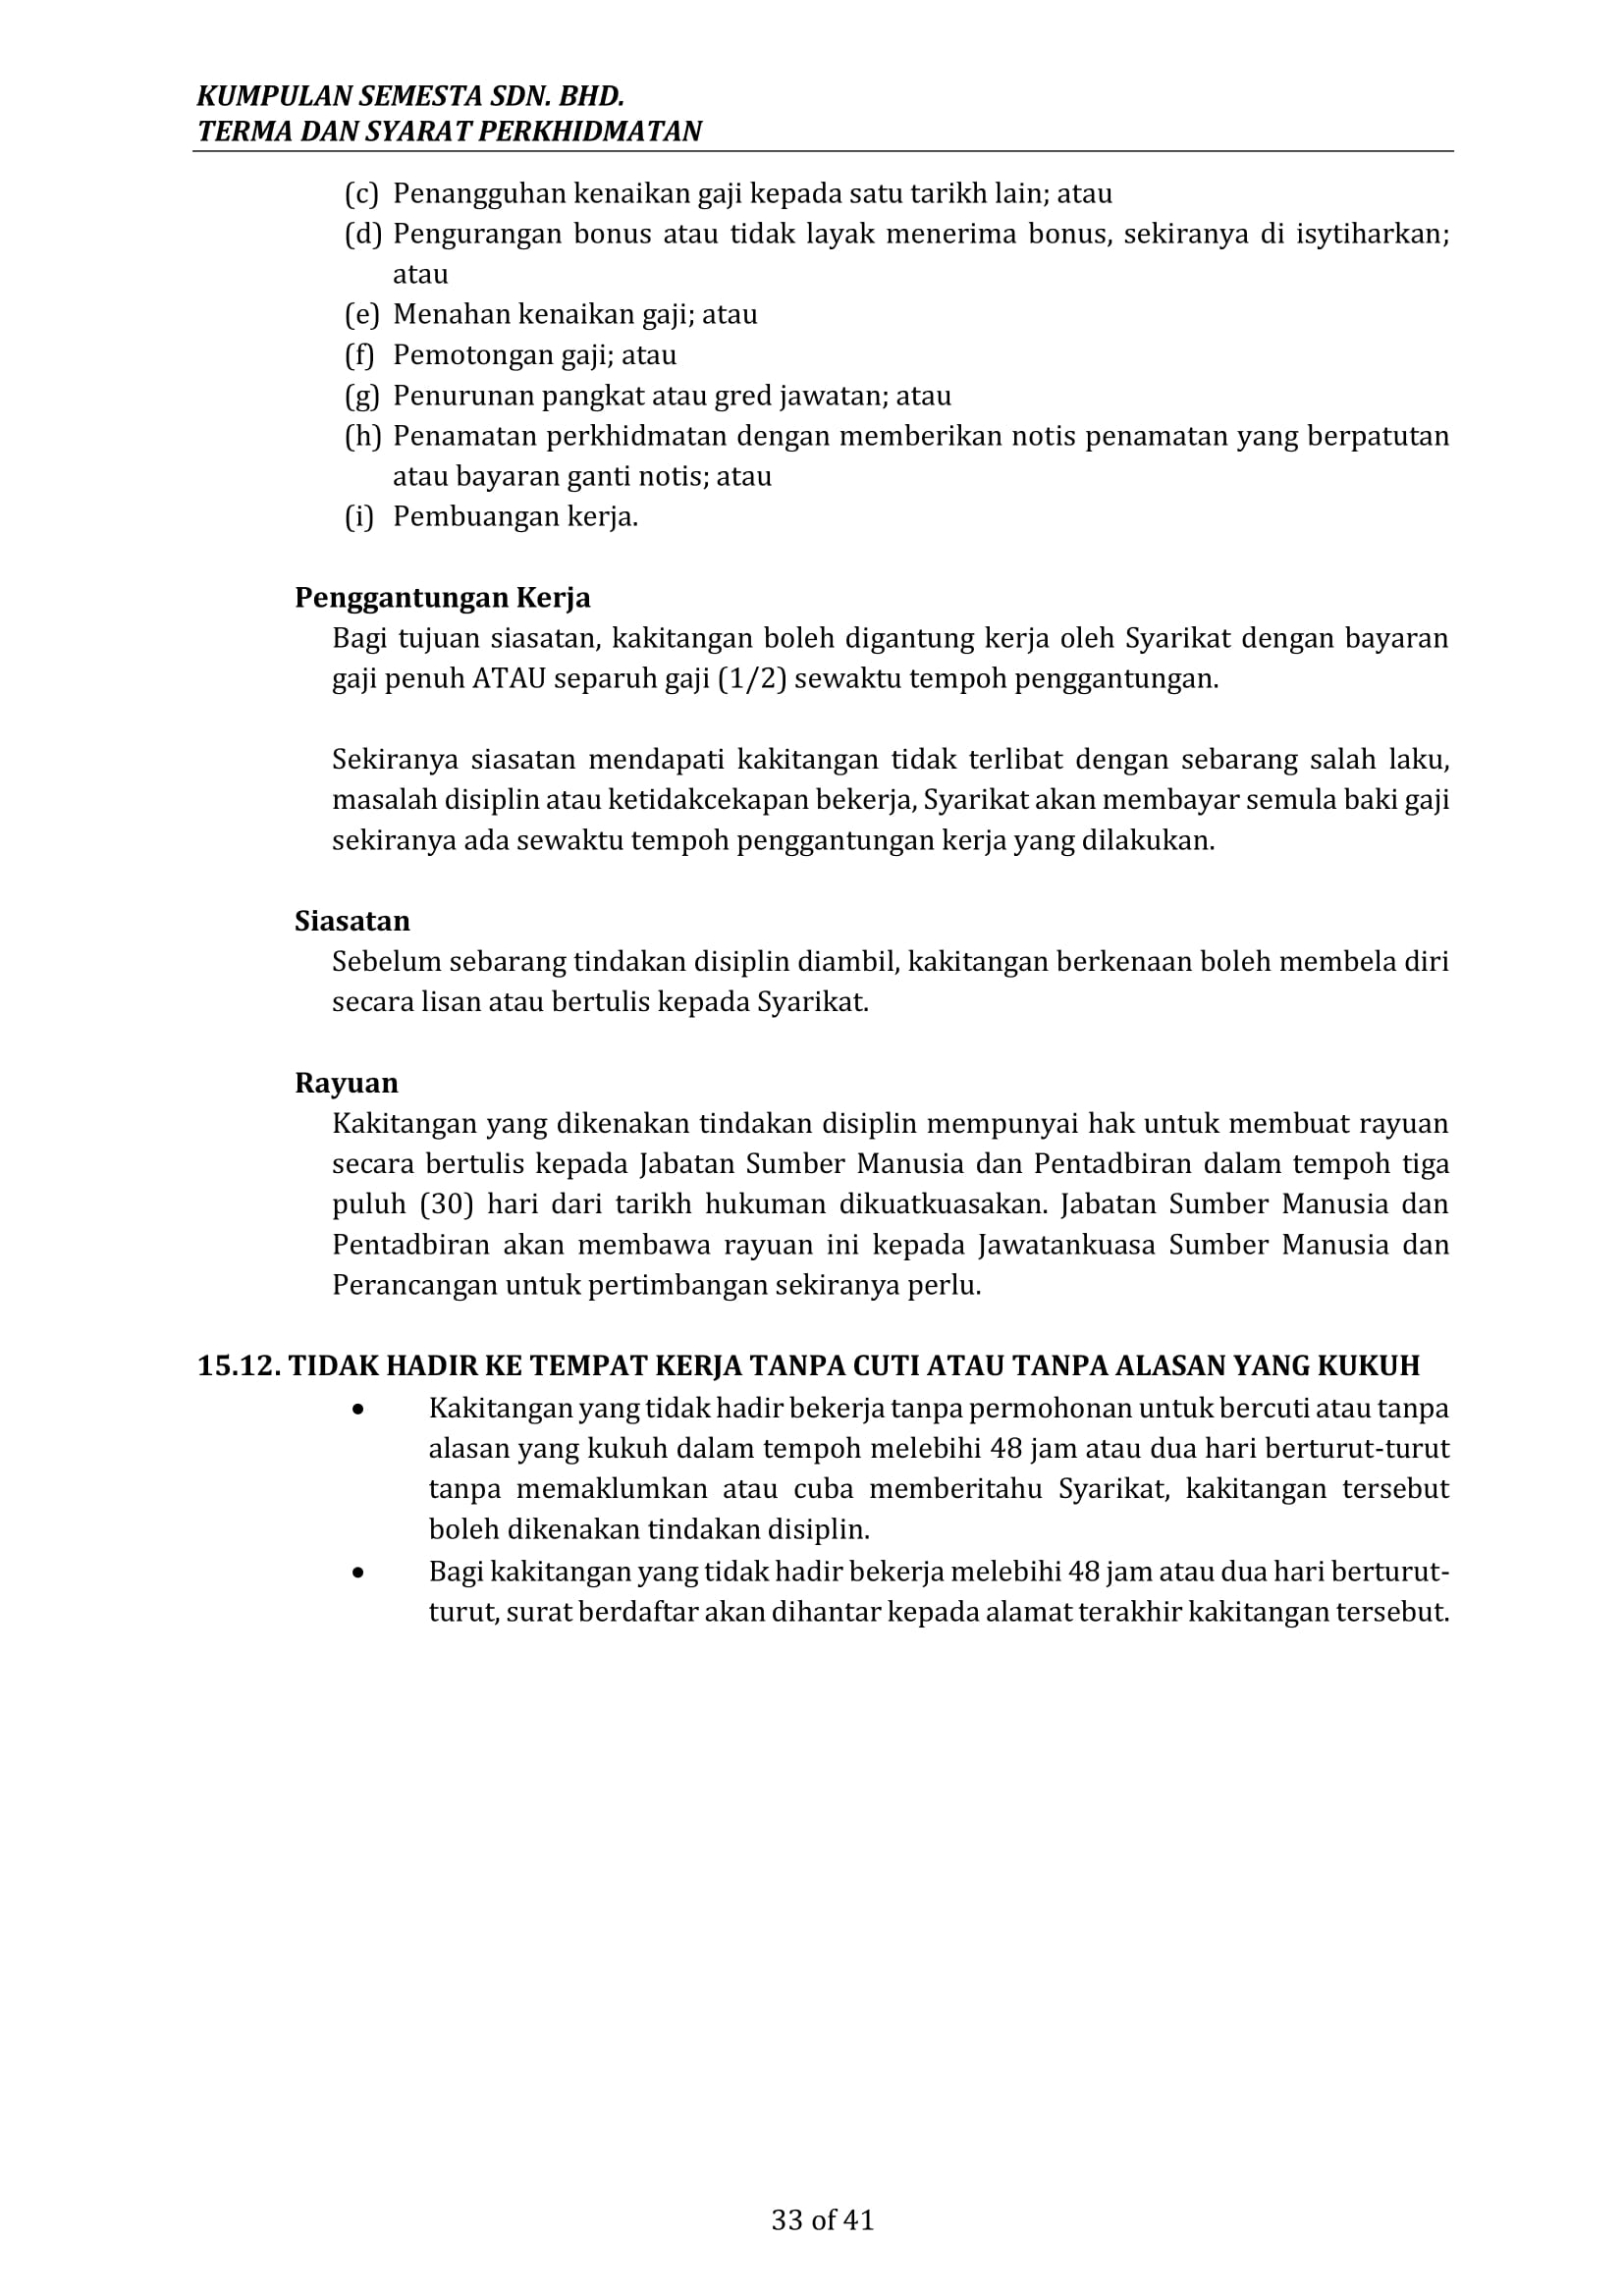 KUMPULAN SEMESTA SDN. BHD.
TERMA DAN SYARAT PERKHIDMATAN
(c) Penangguhan kenaikan gaji kepada satu tarikh lain; atau
(d) Pengurangan bonus atau tidak layak menerima bonus, sekiranya di isytiharkan;
atau
(e) Menahan kenaikan gaji; atau
(f) Pemotongan gaji; atau
(g) Penurunan pangkat atau gred jawatan; atau
(h) Penamatan perkhidmatan dengan memberikan notis penamatan yang berpatutan
atau bayaran ganti notis; atau
(i) Pembuangan kerja.
Penggantungan Kerja
Bagi tujuan siasatan, kakitangan boleh digantung kerja oleh Syarikat dengan bayaran
gaji penuh ATAU separuh gaji (1/2) sewaktu tempoh penggantungan.
Sekiranya siasatan mendapati kakitangan tidak terlibat dengan sebarang salah laku,
masalah disiplin atau ketidakcekapan bekerja, Syarikat akan membayar semula baki gaji
sekiranya ada sewaktu tempoh penggantungan kerja yang dilakukan.
Siasatan
Sebelum sebarang tindakan disiplin diambil, kakitangan berkenaan boleh membela diri
secara lisan atau bertulis kepada Syarikat.
Rayuan
Kakitangan yang dikenakan tindakan disiplin mempunyai hak untuk membuat rayuan
secara bertulis kepada Jabatan Sumber Manusia dan Pentadbiran dalam tempoh tiga
puluh (30) hari dari tarikh hukuman dikuatkuasakan. Jabatan Sumber Manusia dan
Pentadbiran akan membawa rayuan ini kepada Jawatankuasa Sumber Manusia dan
Perancangan untuk pertimbangan sekiranya perlu.
15.12. TIDAK HADIR KE TEMPAT KERJA TANPA CUTI ATAU TANPA ALASAN YANG KUKUH
• Kakitangan yang tidak hadir bekerja tanpa permohonan untuk bercuti atau tanpa
alasan yang kukuh dalam tempoh melebihi 48 jam atau dua hari berturut-turut
tanpa memaklumkan atau cuba memberitahu Syarikat, kakitangan tersebut
boleh dikenakan tindakan disiplin.
• Bagi kakitangan yang tidak hadir bekerja melebihi 48 jam atau dua hari berturut-
turut, surat berdaftar akan dihantar kepada alamat terakhir kakitangan tersebut.
33 of 41